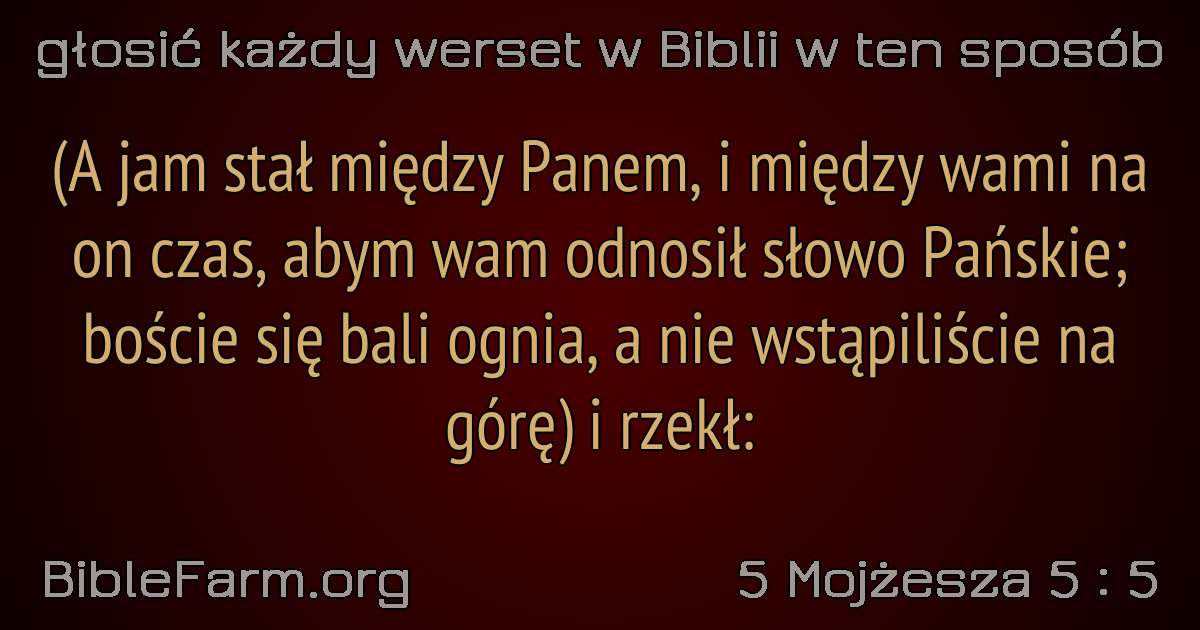 głosić każdy werset w Biblii w ten sposób
(A jam stał między Panem, i między wami na
on czas, abym wam odnosił słowo Pańskie;
boście się bali ognia, a nie wstąpiliście na
górę) i rzekł:
BibleFarm.org
5 Mojżesza 5 : 5